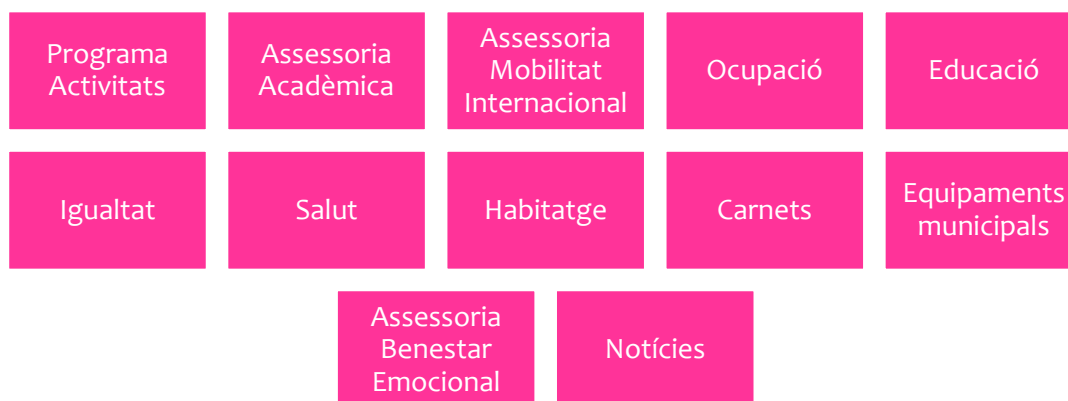 Programa
Activitats
Assessoria
Acadèmica
Assessoria
Mobilitat
Internacional
Ocupació
Educació
Igualtat
Salut
Habitatge
Carnets
Equipaments
municipals
Assessoria
Benestar
Emocional
Notícies